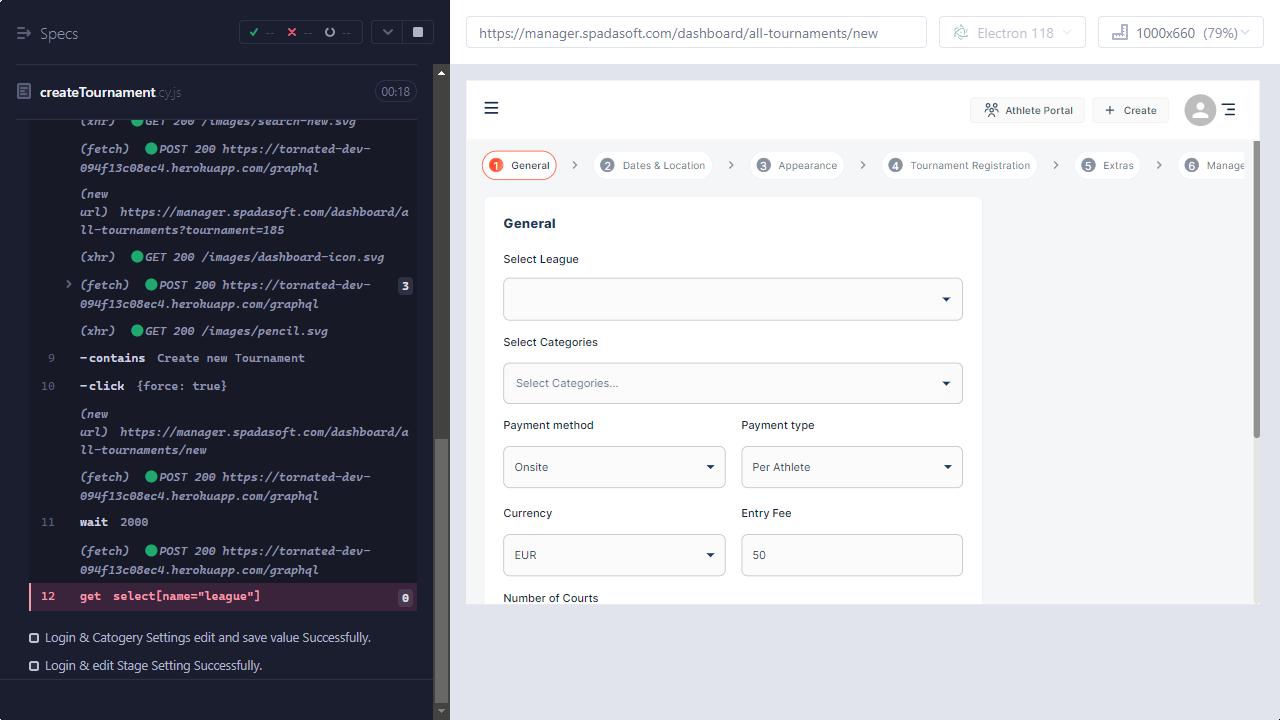 Specs
-- -- --
createTournament.cy.js
00:18
(xhr) GET 200 /images/search-new.svg
(fetch) POST 200 https://tornated-dev-
094f13c08ec4.herokuapp.com/graphql
(new
url) https://manager.spadasoft.com/dashboard/a
ll-tournaments?tournament=185
(xhr) GET 200 /images/dashboard-icon.svg
(fetch) POST 200 https://tornated-dev- 3
094f13c08ec4.herokuapp.com/graphql
(xhr) GET 200 /images/pencil.svg
9 -contains Create new Tournament
10 -click {force: true}
(new
url) https://manager.spadasoft.com/dashboard/a
ll-tournaments/new
(fetch) POST 200 https://tornated-dev-
094f13c08ec4.herokuapp.com/graphql
11 wait 2000
(fetch) POST 200 https://tornated-dev-
094f13c08ec4.herokuapp.com/graphql
12 get select[name="league"] 0
Login & Catogery Settings edit and save value Successfully.
Login & edit Stage Setting Successfully.
https://manager.spadasoft.com/dashboard/all-tournaments/new
Electron 118
1000x660 (79%)
Athlete Portal
+ Create
1 General > 2 Dates & Location > 3 Appearance > 4 Tournament Registration > 5 Extras > 6 Manage
General
Select League
Select Categories
Select Categories...
Payment method Payment type
Onsite Per Athlete
Currency Entry Fee
EUR 50
Number of Courts